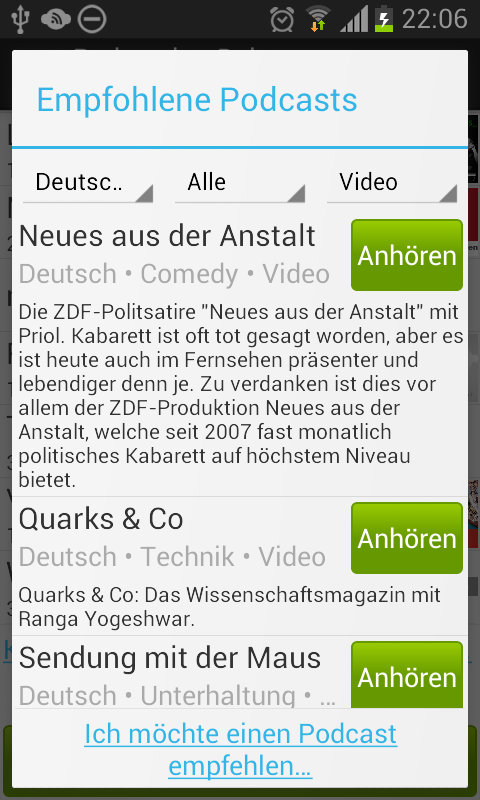 22:06
Empfohlene Podcasts
Deutsc..
Alle
Video
Neues aus der Anstalt
Anhören
Deutsch • Comedy • Video
Die ZDF-Politsatire "Neues aus der Anstalt" mit
Priol. Kabarett ist oft tot gesagt worden, aber es
ist heute auch im Fernsehen präsenter und
lebendiger denn je. Zu verdanken ist dies vor
allem der ZDF-Produktion Neues aus der
Anstalt, welche seit 2007 fast monatlich
politisches Kabarett auf höchstem Niveau
bietet.
Quarks & Co
Anhören
Deutsch • Technik • Video
Quarks & Co: Das Wissenschaftsmagazin mit
Ranga Yogeshwar.
Sendung mit der Maus
Anhören
Deutsch • Unterhaltung • ...
Ich möchte einen Podcast
empfehlen...